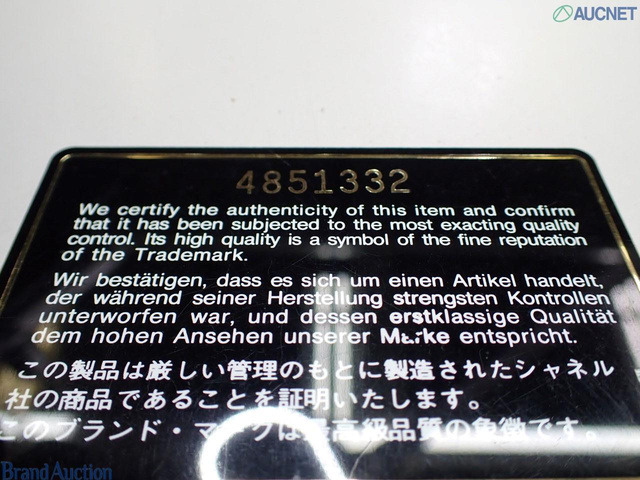 AUCNET
4851332
We certify the authenticity of this item and confirm
that it has been subjected to the most exacting quality
control. Its high quality is a symbol of the fine reputation
of the Trademark.
Wir bestätigen, dass es sich um einen Artikel handelt,
der während seiner Herstellung strengsten Kontrollen
unterworfen war, und dessen erstklassige Qualität
dem hohen Ansehen unserer Marke entspricht.
この製品は厳しい管理のもとに製造されたシャネル
社の商品であることを証明いたします。
このブランド・マークは最高級品質の象徴です。
Brand Auction